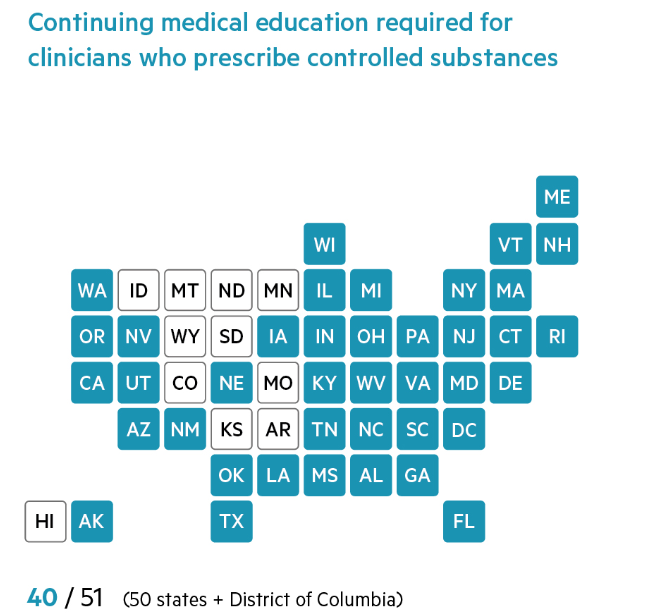 Continuing medical education required for
clinicians who prescribe controlled substances
ME
WI VT NH
WA ID MT ND MN IL MI NY MA
OR NV WY SD IA IN OH PA NJ CT RI
CA UT CO NE MO KY WV VA MD DE
AZ NM KS AR TN NC SC DC
OK LA MS AL GA
HI AK TX FL
40 / 51 (50 states + District of Columbia)